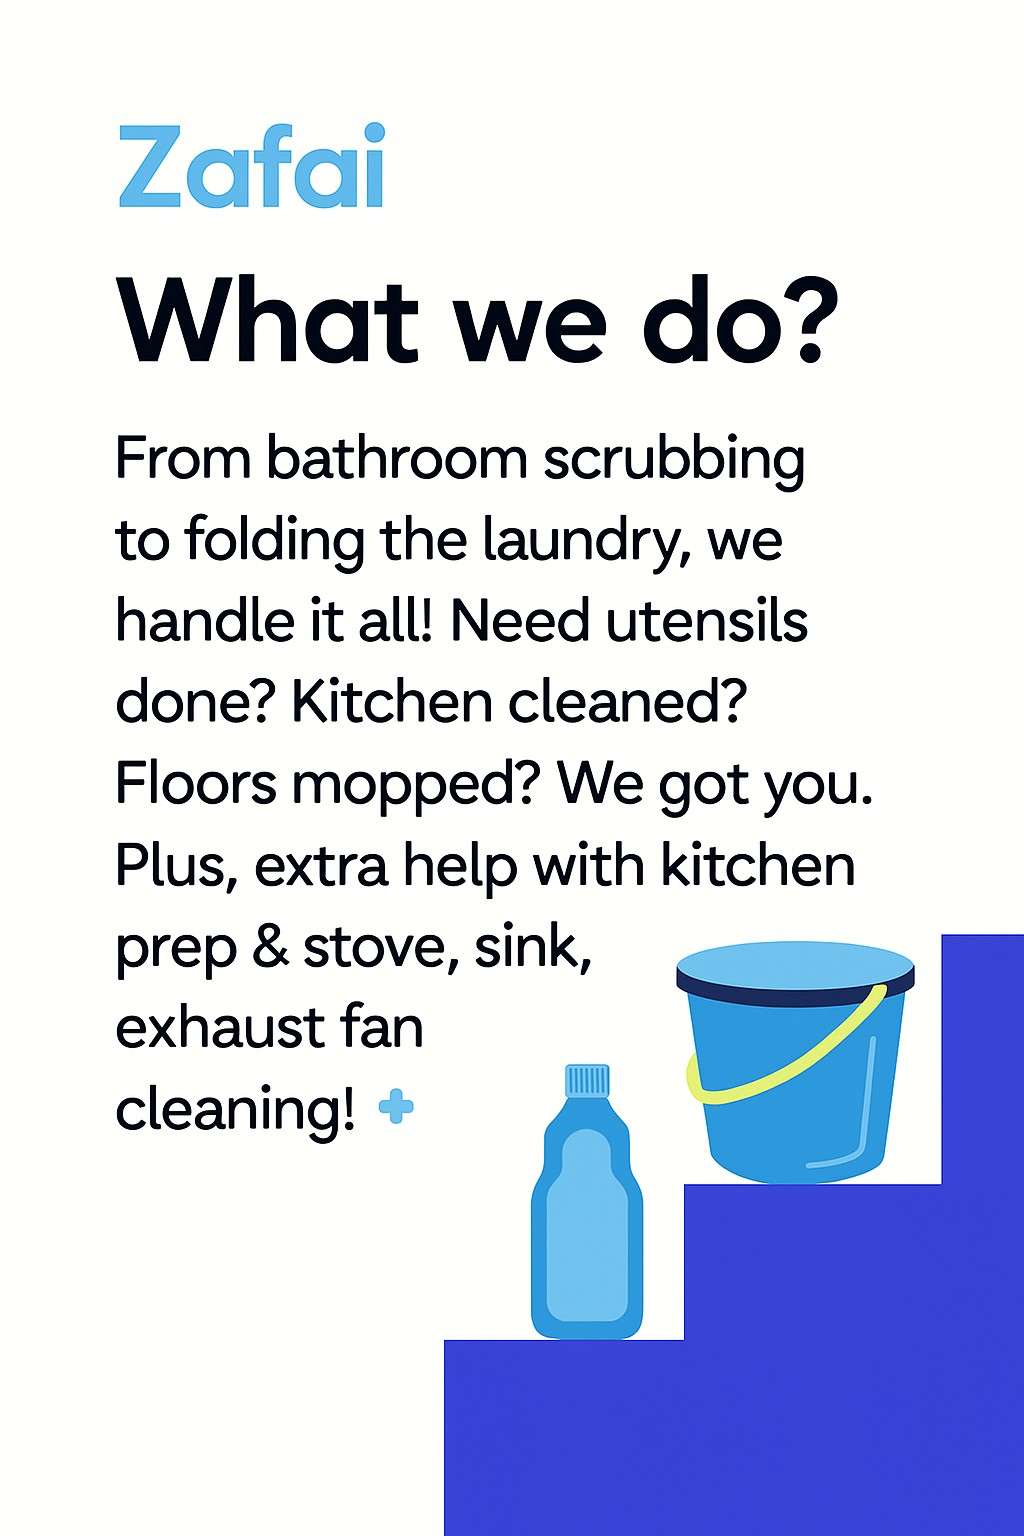 Zafai
What we do?
From bathroom scrubbing
to folding the laundry, we
handle it all! Need utensils
done? Kitchen cleaned?
Floors mopped? We got you.
Plus, extra help with kitchen
prep & stove, sink,
exhaust fan
cleaning!